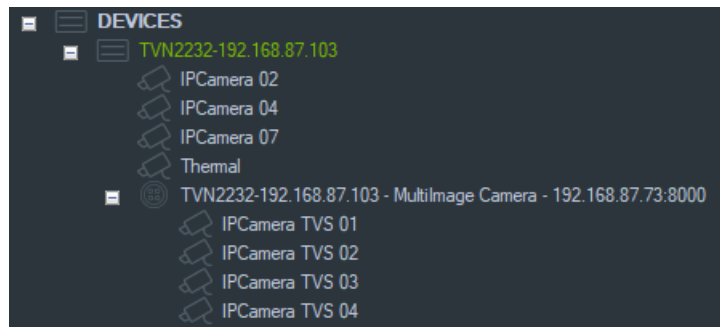 DEVICES
TVN2232-192.168.87.103
IPCamera 02
IPCamera 04
IPCamera 07
Thermal
TVN2232-192.168.87.103 - MultiImage Camera - 192.168.87.73:8000
IPCamera TVS 01
IPCamera TVS 02
IPCamera TVS 03
IPCamera TVS 04